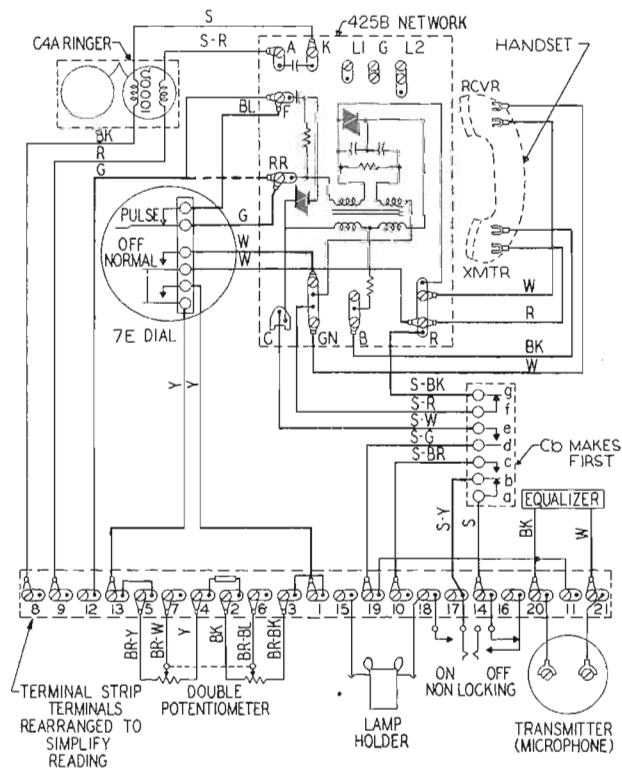 S
425B NETWORK
C4A RINGER
S-R
A
K
L1
G
L2
HANDSET
RCVR
BL
F
BK
R
G
RR
PULSE
G
OFF
NORMAL
W
W
XMTR
W
7E DIAL
C
GN
B
R
R
BK
W
Y
Y
S-BK
S-R
S-W
S-G
S-BR
g
f
e
d
c
b
a
Cb MAKES
FIRST
S-Y
S
EQUALIZER
BK
W
8 9 12 13 5 7 4 2 6 3 1 15 19 10 18 17 14 16 20 11 21
BR-Y
BR-W
Y
BK
BR-BL
BR-BK
ON
OFF
NON LOCKING
TERMINAL STRIP
TERMINALS
REARRANGED TO
SIMPLIFY
READING
DOUBLE
POTENTIOMETER
LAMP
HOLDER
TRANSMITTER
(MICROPHONE)